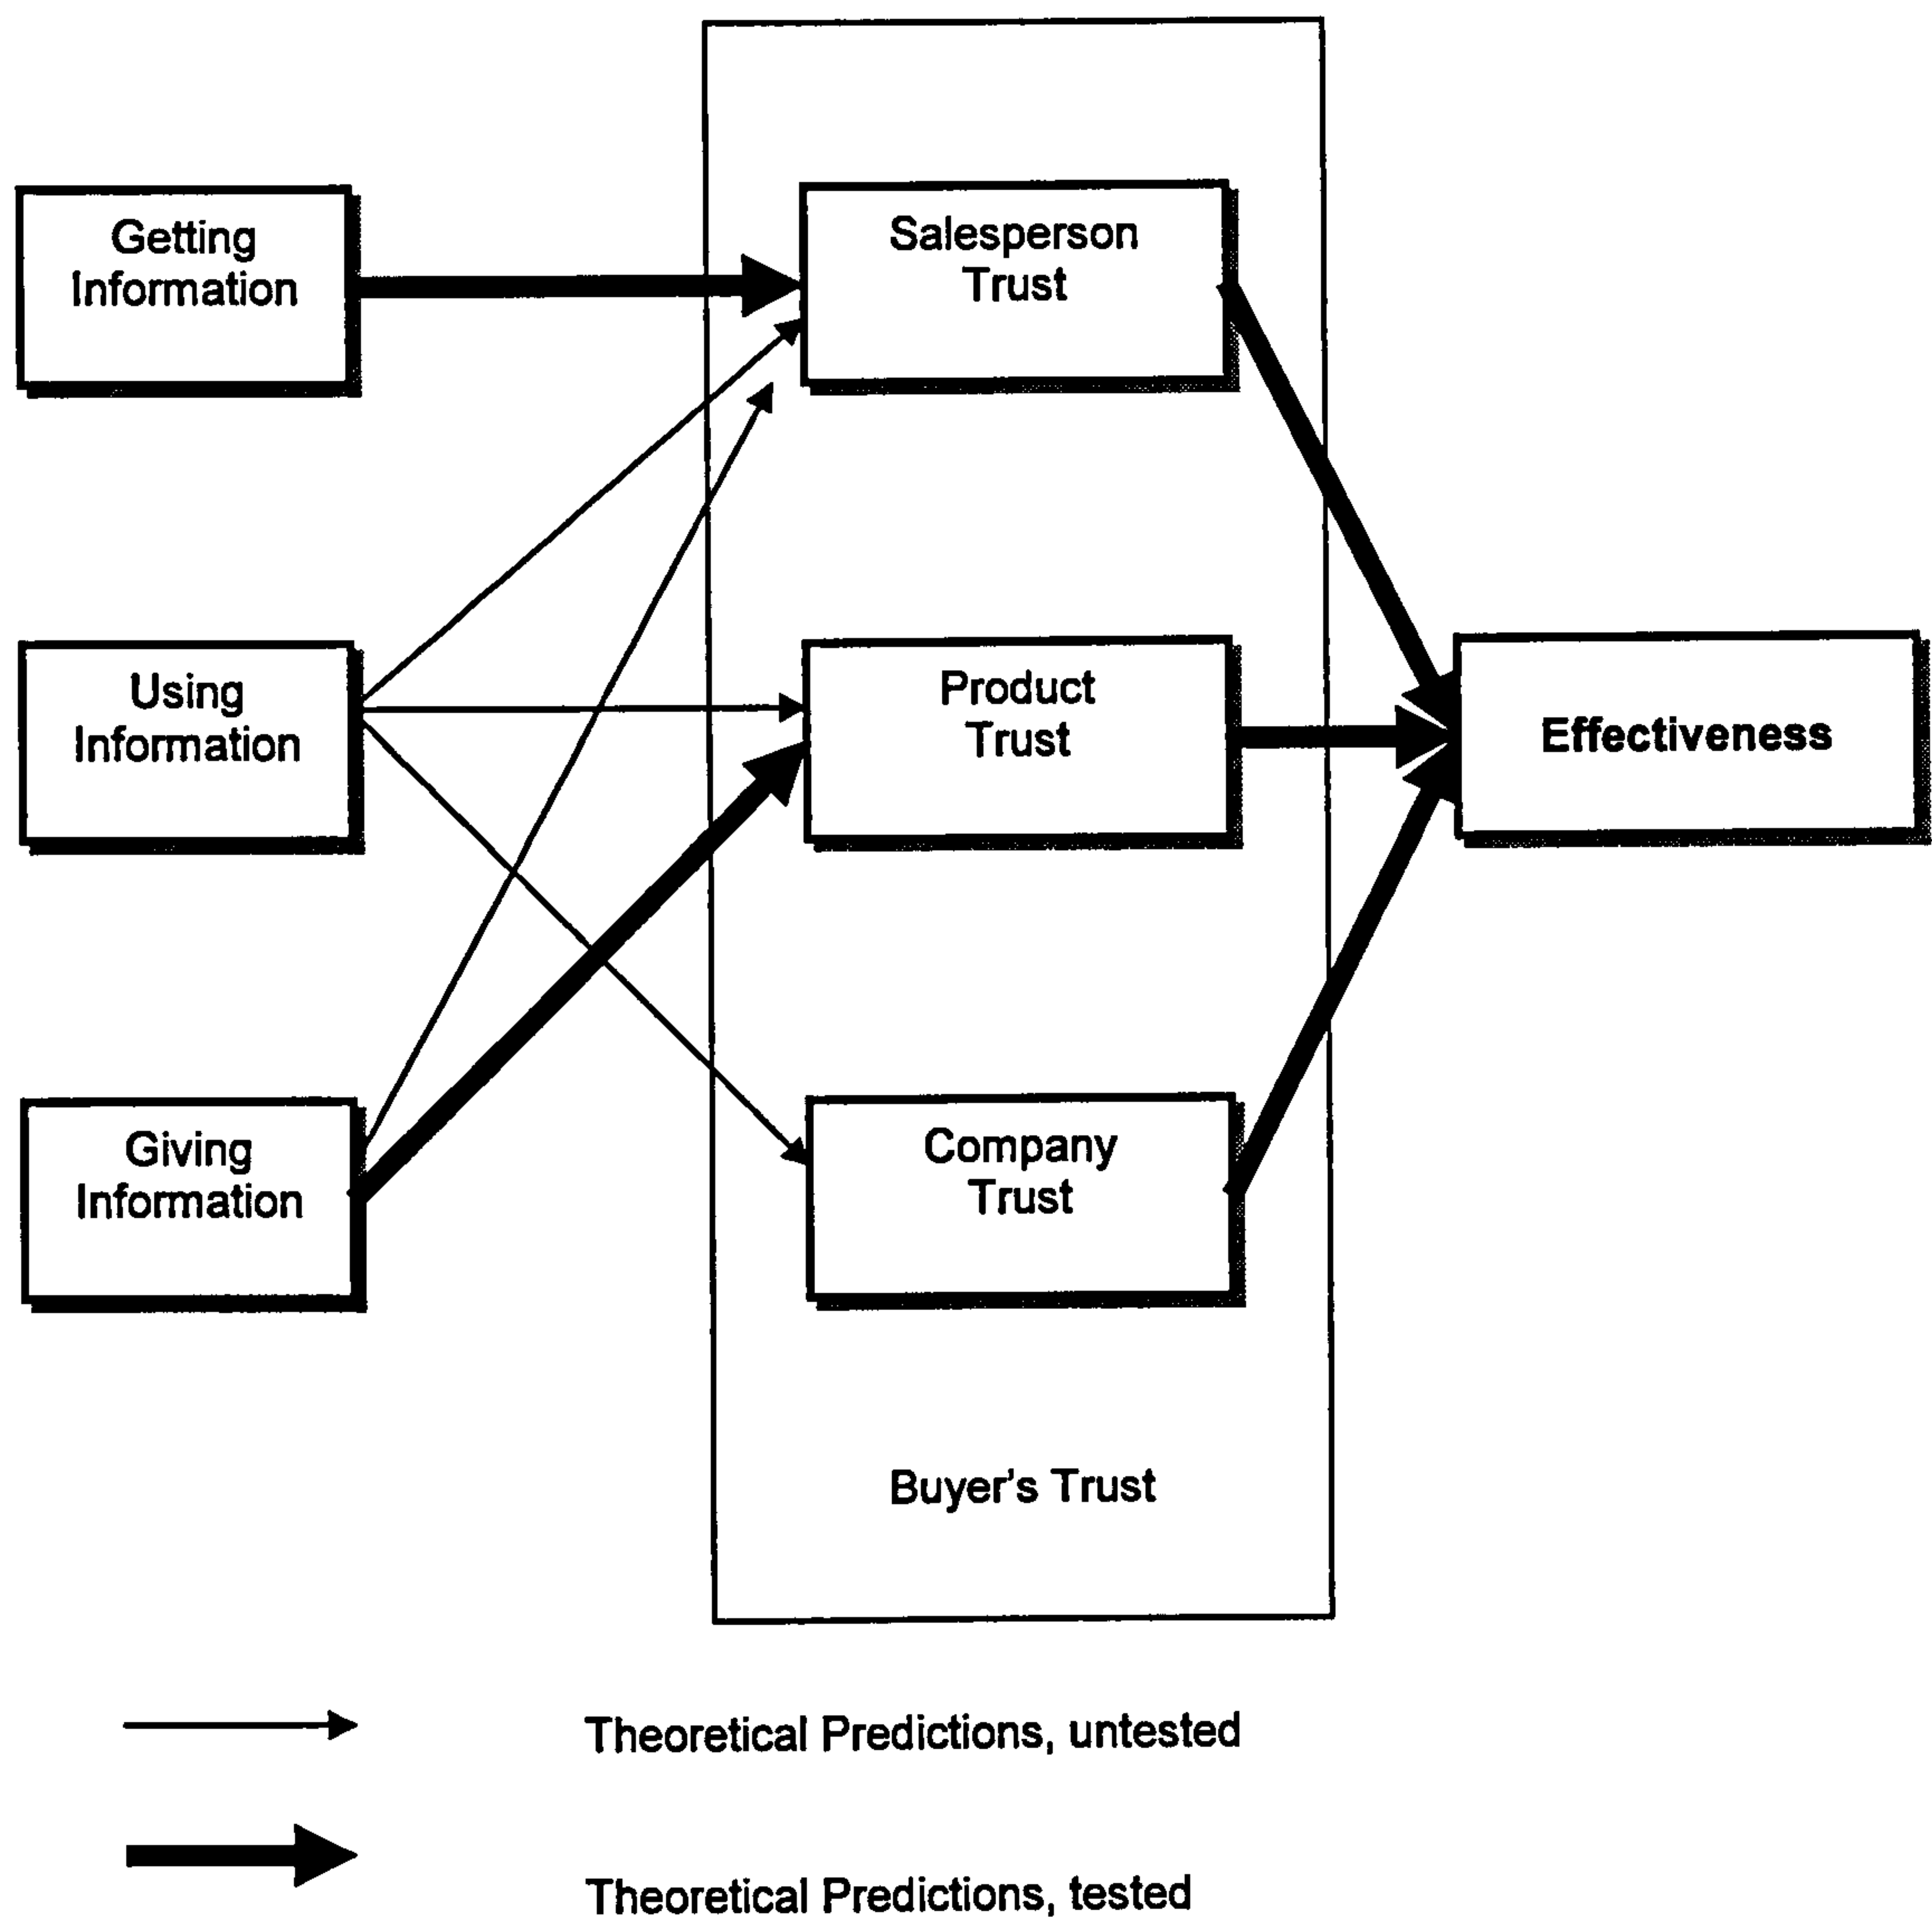 Getting
Information
Salesperson
Trust
Using
Information
Product
Trust
Effectiveness
Giving
Information
Company
Trust
Buyer's Trust
Theoretical Predictions, untested
Theoretical Predictions, tested